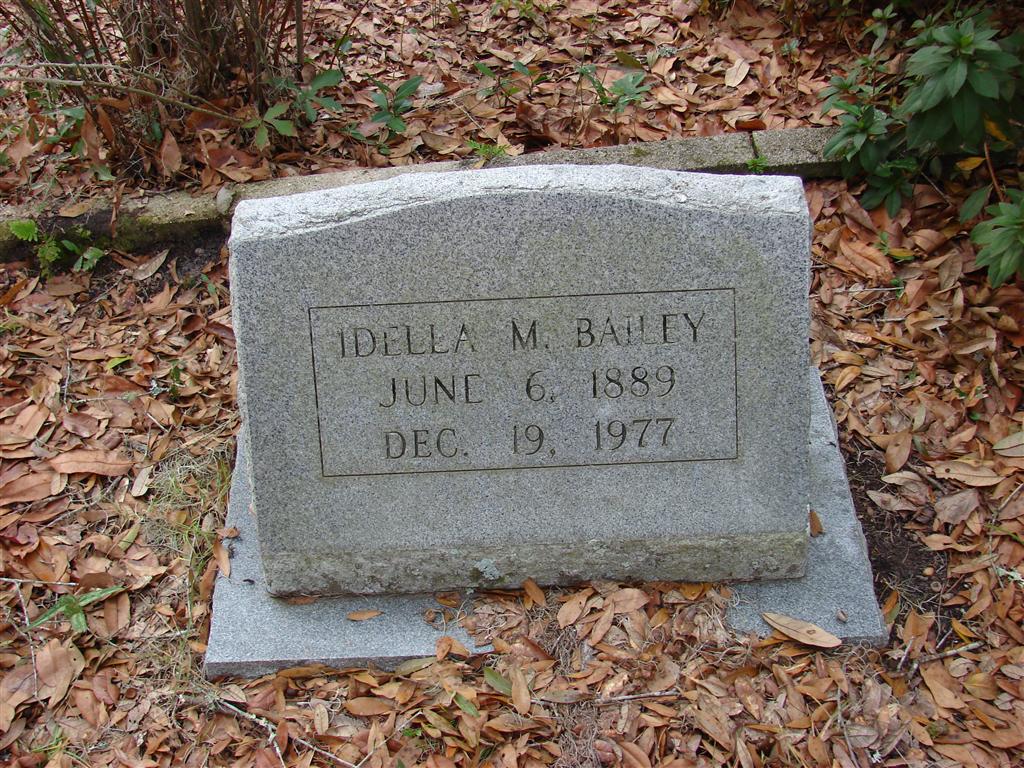 IDELLA M. BAILEY
JUNE 6, 1889
DEC. 19, 1977